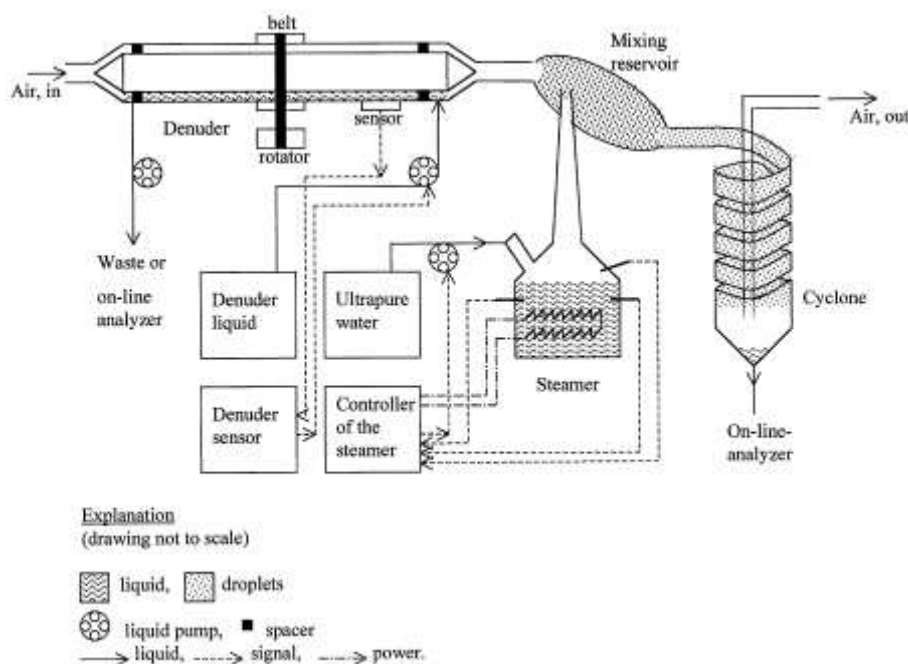 belt
Air, in
Denuder
sensor
rotator
Mixing
reservoir
Air, out
Waste or
on-line
analyzer
Denuder
liquid
Ultrapure
water
Steamer
Cyclone
Denuder
sensor
Controller
of the
steamer
On-line-
analyzer
Explanation
(drawing not to scale)
liquid, droplets
liquid pump, spacer
liquid, signal, power.